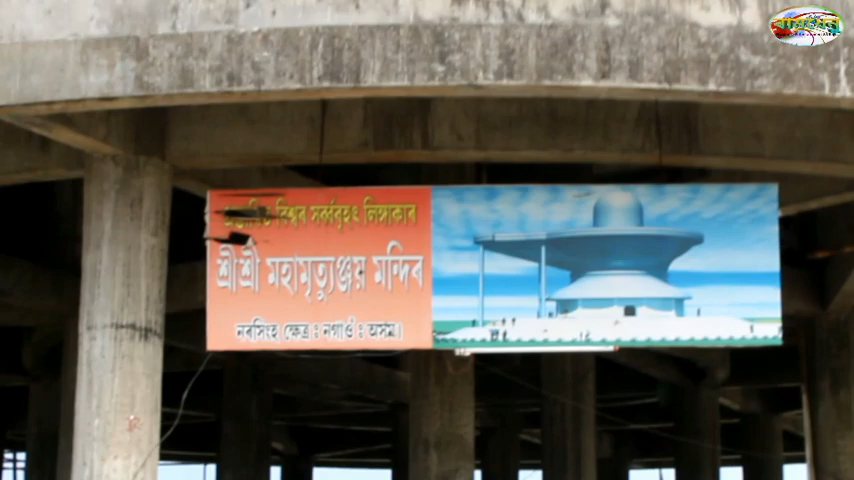 বিশ্বৰ সৰ্ব্ববৃহৎ লিঙ্গাকাৰ
শ্ৰীশ্ৰী মহামৃত্যুঞ্জয় মন্দিৰ
নৰসিংহ ক্ষেত্ৰ ঃ নগাওঁ ঃ অসম।